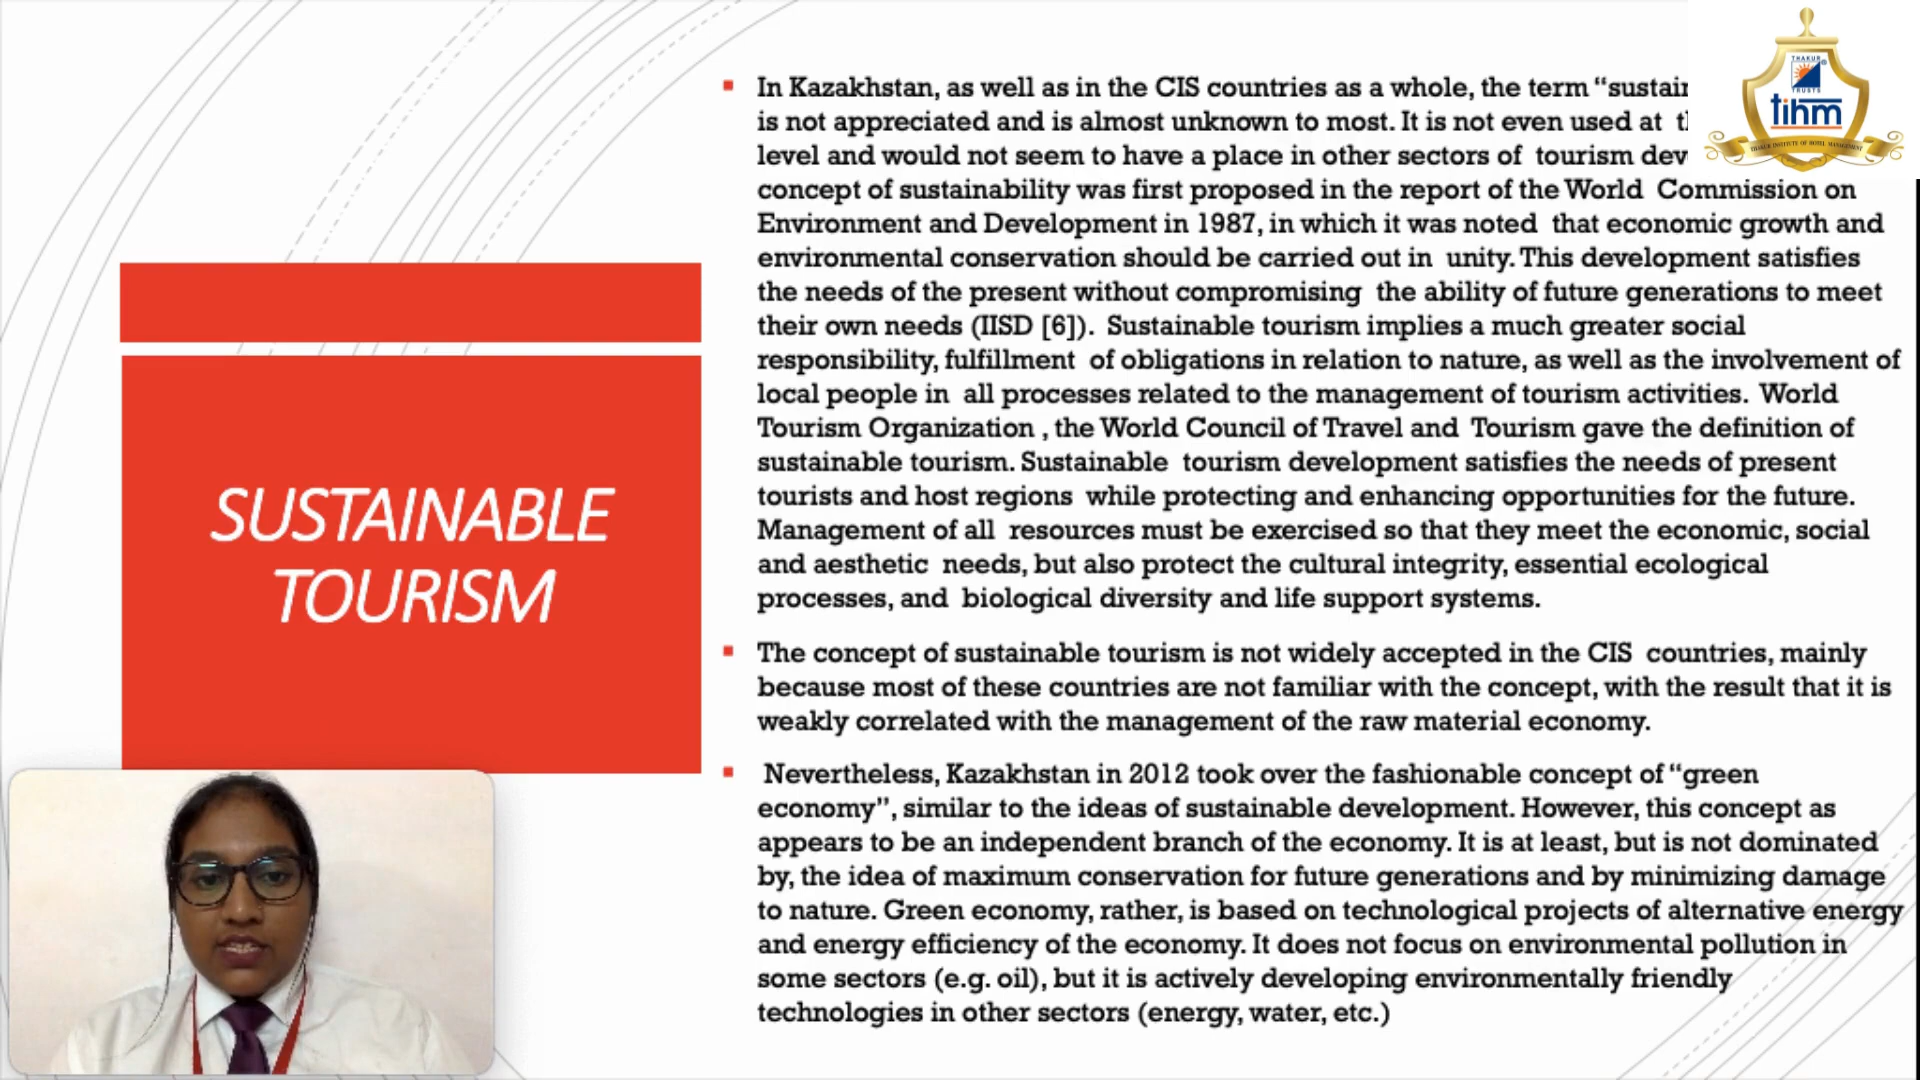 In Kazakhstan, as well as in the CIS countries as a whole, the term “sustain
is not appreciated and is almost unknown to most. It is not even used at
level and would not seem to have a place in other sectors of tourism dev
concept of sustainability was first proposed in the report of the World Commission on
Environment and Development in 1987, in which it was noted that economic growth and
environmental conservation should be carried out in unity. This development satisfies
the needs of the present without compromising the ability of future generations to meet
their own needs (IISD [6]). Sustainable tourism implies a much greater social
responsibility, fulfillment of obligations in relation to nature, as well as the involvement of
local people in all processes related to the management of tourism activities. World
Tourism Organization , the World Council of Travel and Tourism gave the definition of
sustainable tourism. Sustainable tourism development satisfies the needs of present
tourists and host regions while protecting and enhancing opportunities for the future.
Management of all resources must be exercised so that they meet the economic, social
and aesthetic needs, but also protect the cultural integrity, essential ecological
processes, and biological diversity and life support systems.
The concept of sustainable tourism is not widely accepted in the CIS countries, mainly
because most of these countries are not familiar with the concept, with the result that it is
weakly correlated with the management of the raw material economy.
Nevertheless, Kazakhstan in 2012 took over the fashionable concept of “green
economy”, similar to the ideas of sustainable development. However, this concept as
appears to be an independent branch of the economy. It is at least, but is not dominated
by, the idea of maximum conservation for future generations and by minimizing damage
to nature. Green economy, rather, is based on technological projects of alternative energy
and energy efficiency of the economy. It does not focus on environmental pollution in
some sectors (e.g. oil), but it is actively developing environmentally friendly
technologies in other sectors (energy, water, etc.)
SUSTAINABLE
TOURISM
THAKUR
TRUSTS
tihm
THAKUR INSTITUTE OF HOTEL MANAGEMENT